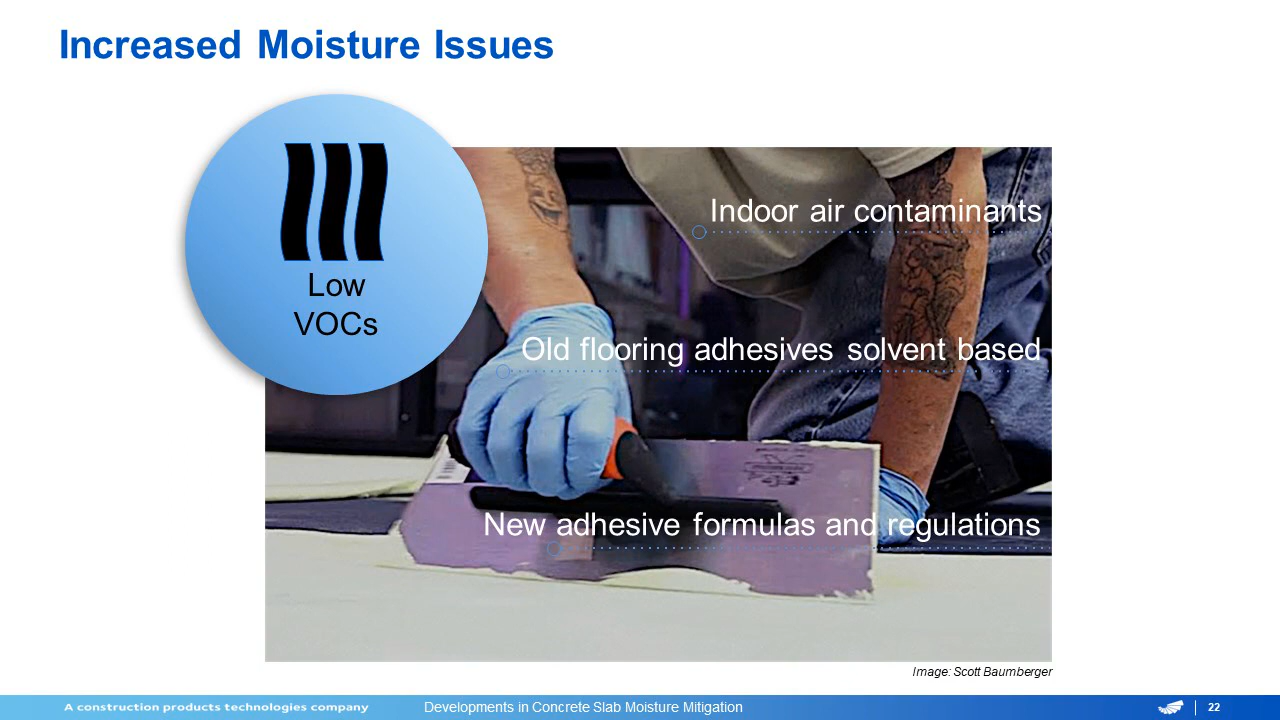 Increased Moisture Issues
Low
VOCs
Indoor air contaminants
Old flooring adhesives solvent based
New adhesive formulas and regulations
Image: Scott Baumberger
A construction products technologies company
Developments in Concrete Slab Moisture Mitigation
22